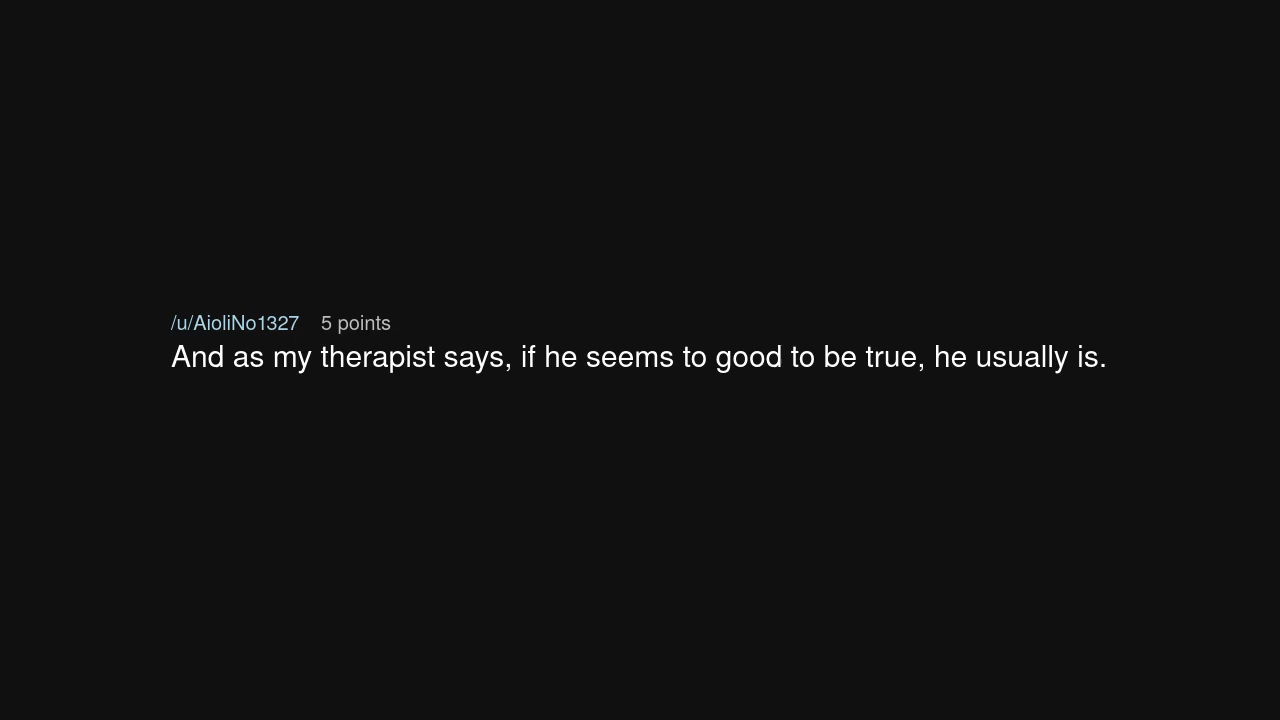 /u/AioliNo1327 5 points
And as my therapist says, if he seems to good to be true, he usually is.